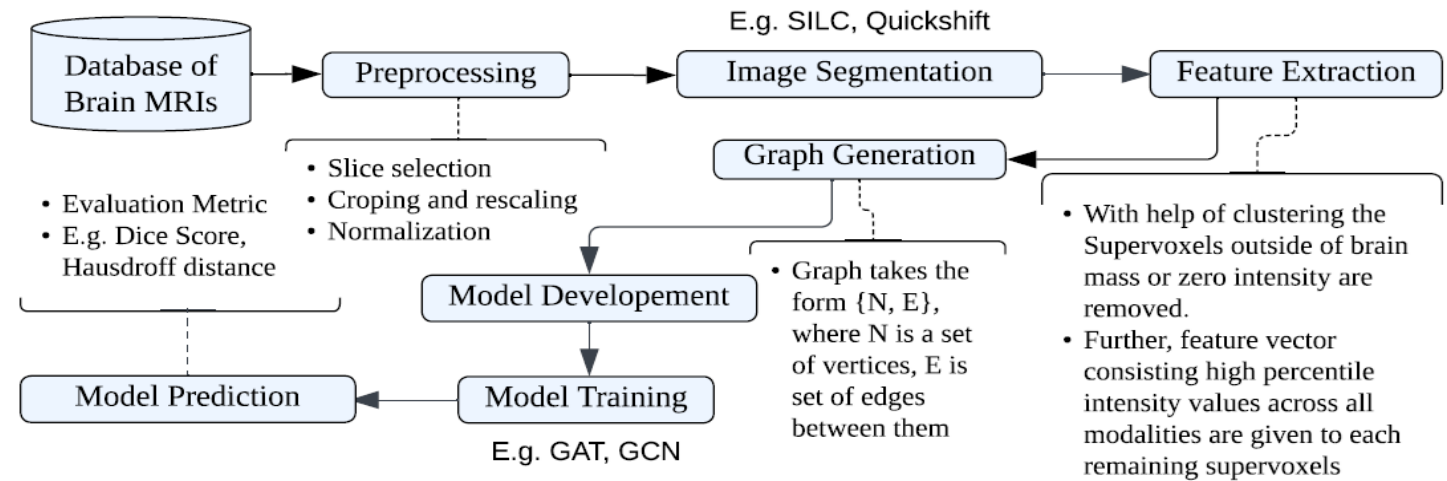 E.g. SILC, Quickshift
Database of
Brain MRIs
Preprocessing
Image Segmentation
Feature Extraction
Graph Generation
• Slice selection
• Croping and rescaling
• Normalization
• Evaluation Metric
• E.g. Dice Score,
Hausdroff distance
• With help of clustering the
Supervoxels outside of brain
mass or zero intensity are
removed.
• Further, feature vector
consisting high percentile
intensity values across all
modalities are given to each
remaining supervoxels
• Graph takes the
form {N, E},
where N is a set
of vertices, E is
set of edges
between them
Model Developement
Model Training
E.g. GAT, GCN
Model Prediction